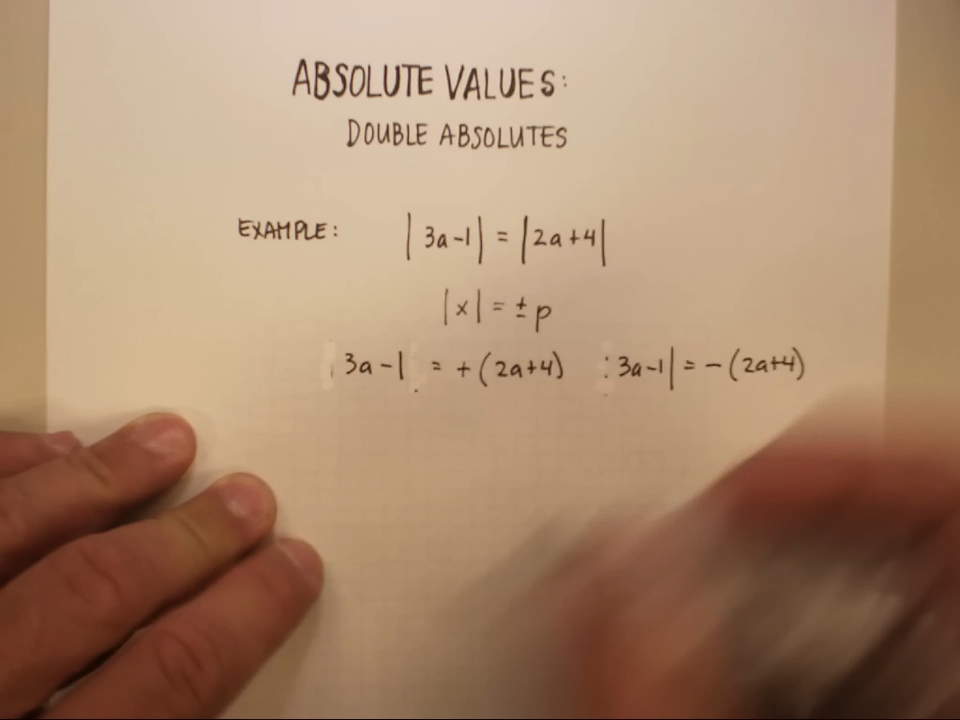 ABSOLUTE VALUES:
DOUBLE ABSOLUTES
EXAMPLE: |3a-1| = |2a+4|
|x| = ± p
3a-1 = +(2a+4) 3a-1| = -(2a+4)